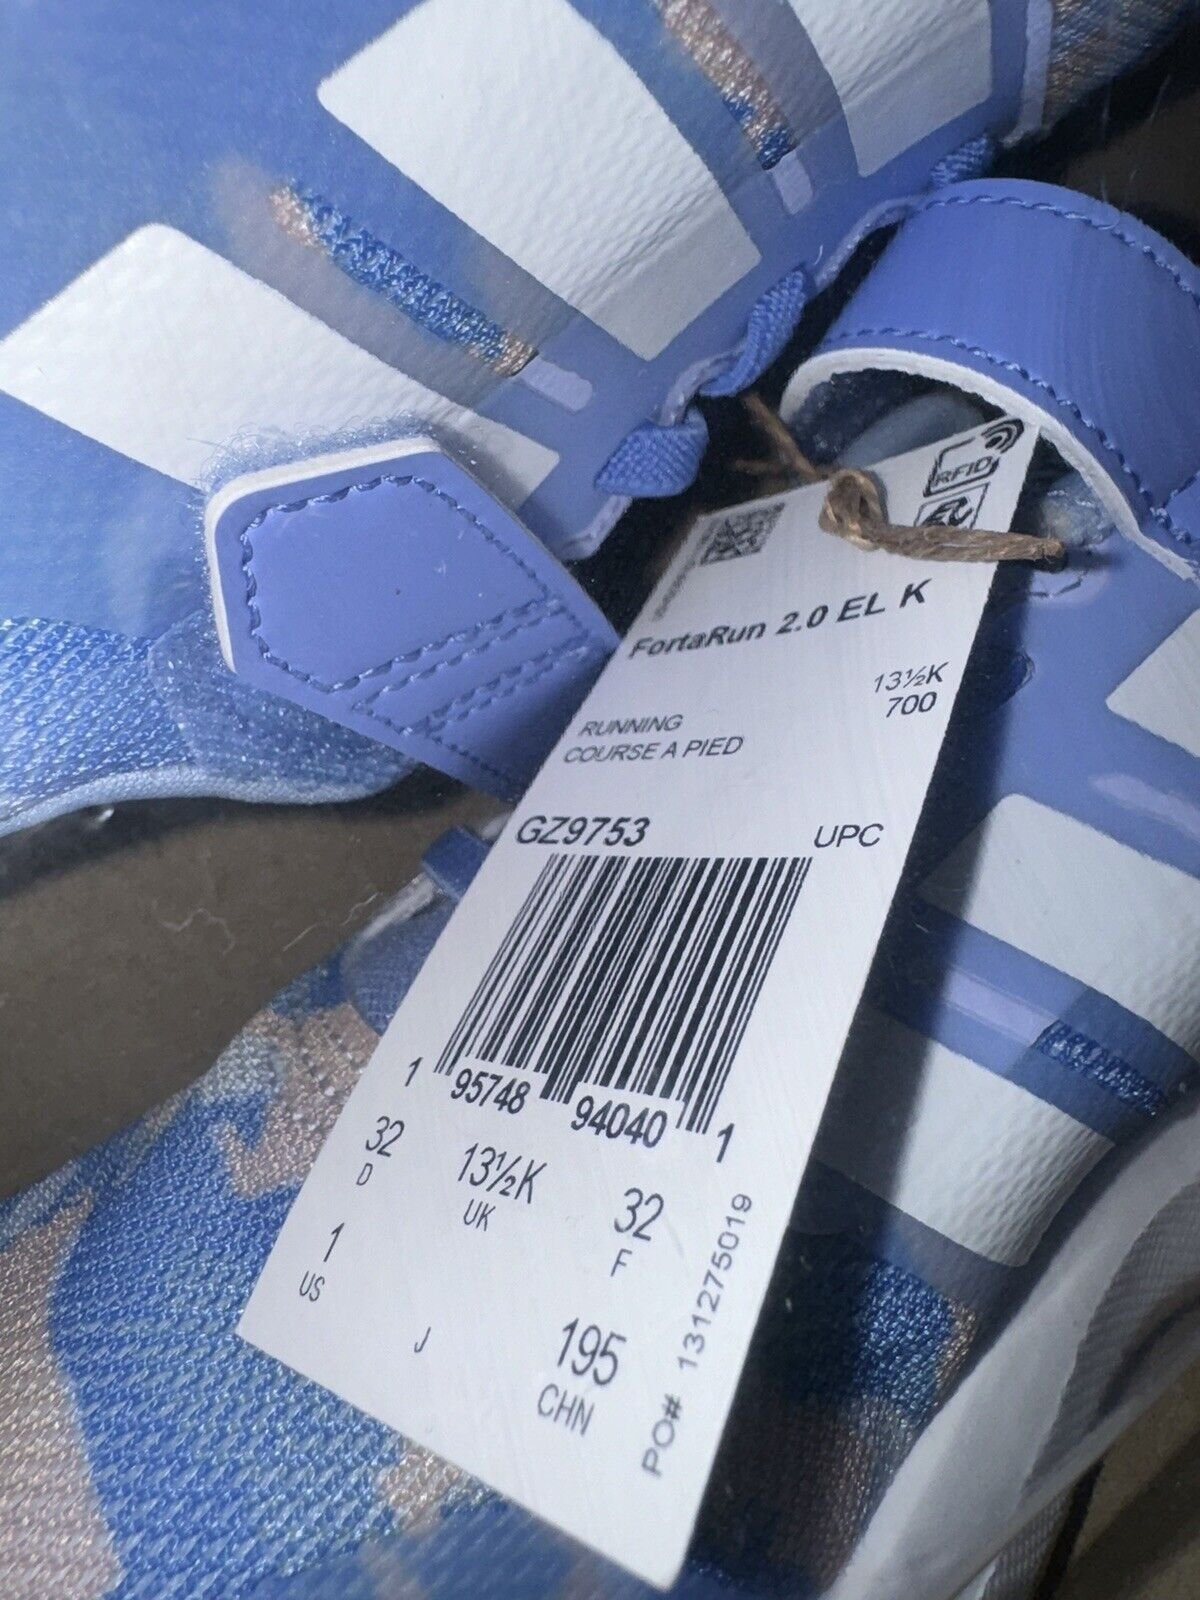 RFID
FortaRun 2.0 EL K
13½K
700
RUNNING
COURSE A PIED
GZ9753 UPC
1 95748 94040 1
32 13½K 32
D UK F
1 195
US J CHN
PO# 131275019